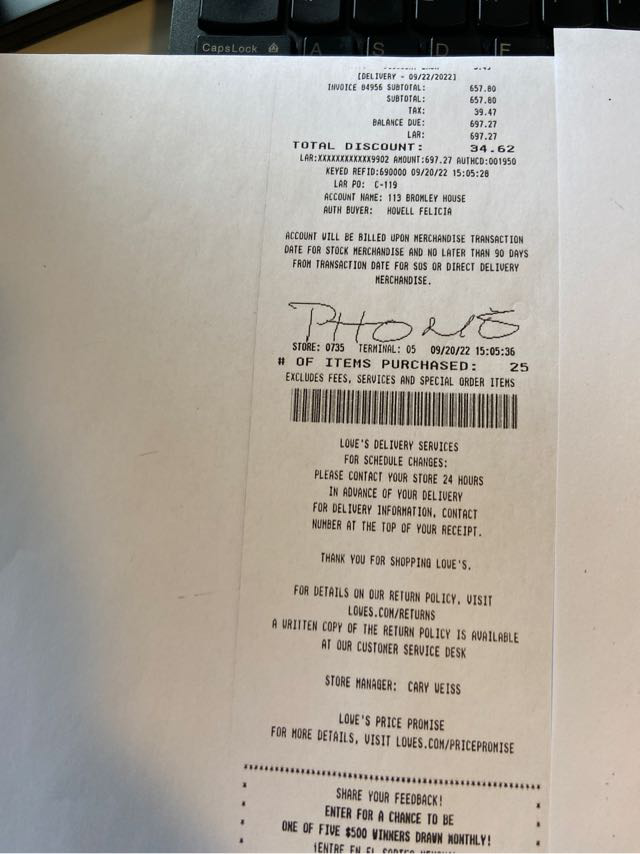 CapsLock A S D F
[DELIVERY - 09/22/2022]
INVOICE 04956 SUBTOTAL: 657.80
SUBTOTAL: 657.80
TAX: 39.47
BALANCE DUE: 697.27
LAR: 697.27
TOTAL DISCOUNT: 34.62
LAR:XXXXXXXXXXXX9902 AMOUNT:697.27 AUTHCD:001950
KEYED REFID:690000 09/20/22 15:05:28
LAR PO: C-119
ACCOUNT NAME: 113 BROMLEY HOUSE
AUTH BUYER: HOWELL FELICIA
ACCOUNT WILL BE BILLED UPON MERCHANDISE TRANSACTION
DATE FOR STOCK MERCHANDISE AND NO LATER THAN 90 DAYS
FROM TRANSACTION DATE FOR SOS OR DIRECT DELIVERY
MERCHANDISE.
STORE: 0735 TERMINAL: 05 09/20/22 15:05:36
# OF ITEMS PURCHASED: 25
EXCLUDES FEES, SERVICES AND SPECIAL ORDER ITEMS
LOWE'S DELIVERY SERVICES
FOR SCHEDULE CHANGES:
PLEASE CONTACT YOUR STORE 24 HOURS
IN ADVANCE OF YOUR DELIVERY
FOR DELIVERY INFORMATION, CONTACT
NUMBER AT THE TOP OF YOUR RECEIPT.
THANK YOU FOR SHOPPING LOWE'S.
FOR DETAILS ON OUR RETURN POLICY, VISIT
LOWES.COM/RETURNS
A WRITTEN COPY OF THE RETURN POLICY IS AVAILABLE
AT OUR CUSTOMER SERVICE DESK
STORE MANAGER: CARY WEISS
LOWE'S PRICE PROMISE
FOR MORE DETAILS, VISIT LOWES.COM/PRICEPROMISE
SHARE YOUR FEEDBACK!
ENTER FOR A CHANCE TO BE
ONE OF FIVE $500 WINNERS DRAWN MONTHLY!